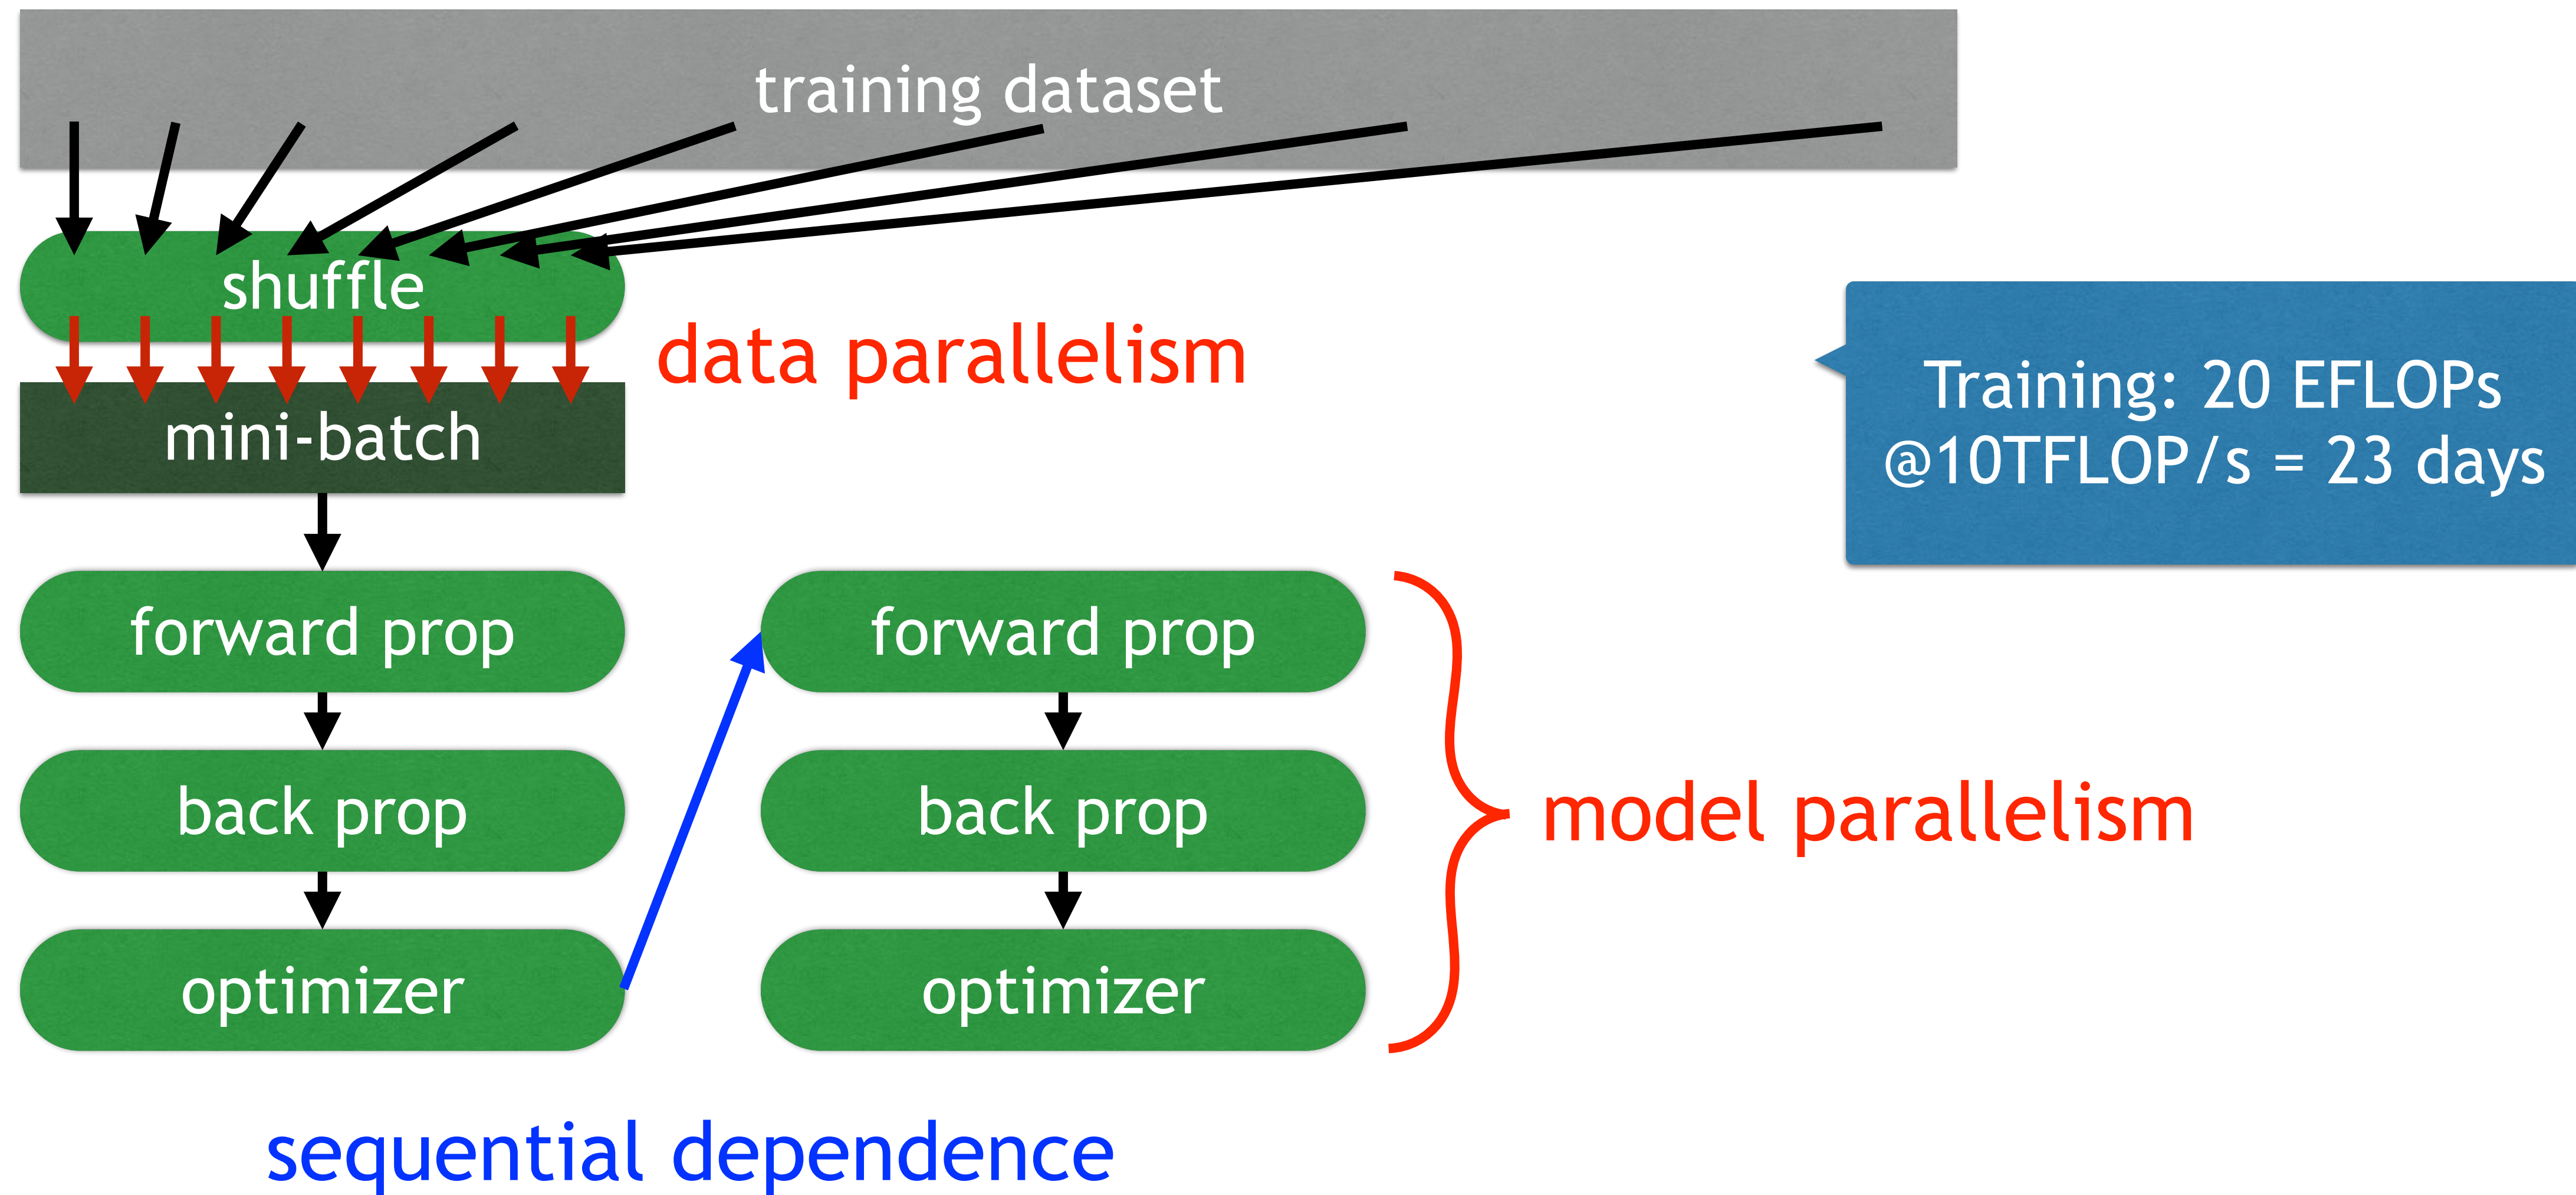 training dataset
shuffle
data parallelism
Training: 20 EFLOPs
@10TFLOP/s = 23 days
mini-batch
forward prop
forward prop
back prop
back prop
model parallelism
optimizer
optimizer
sequential dependence